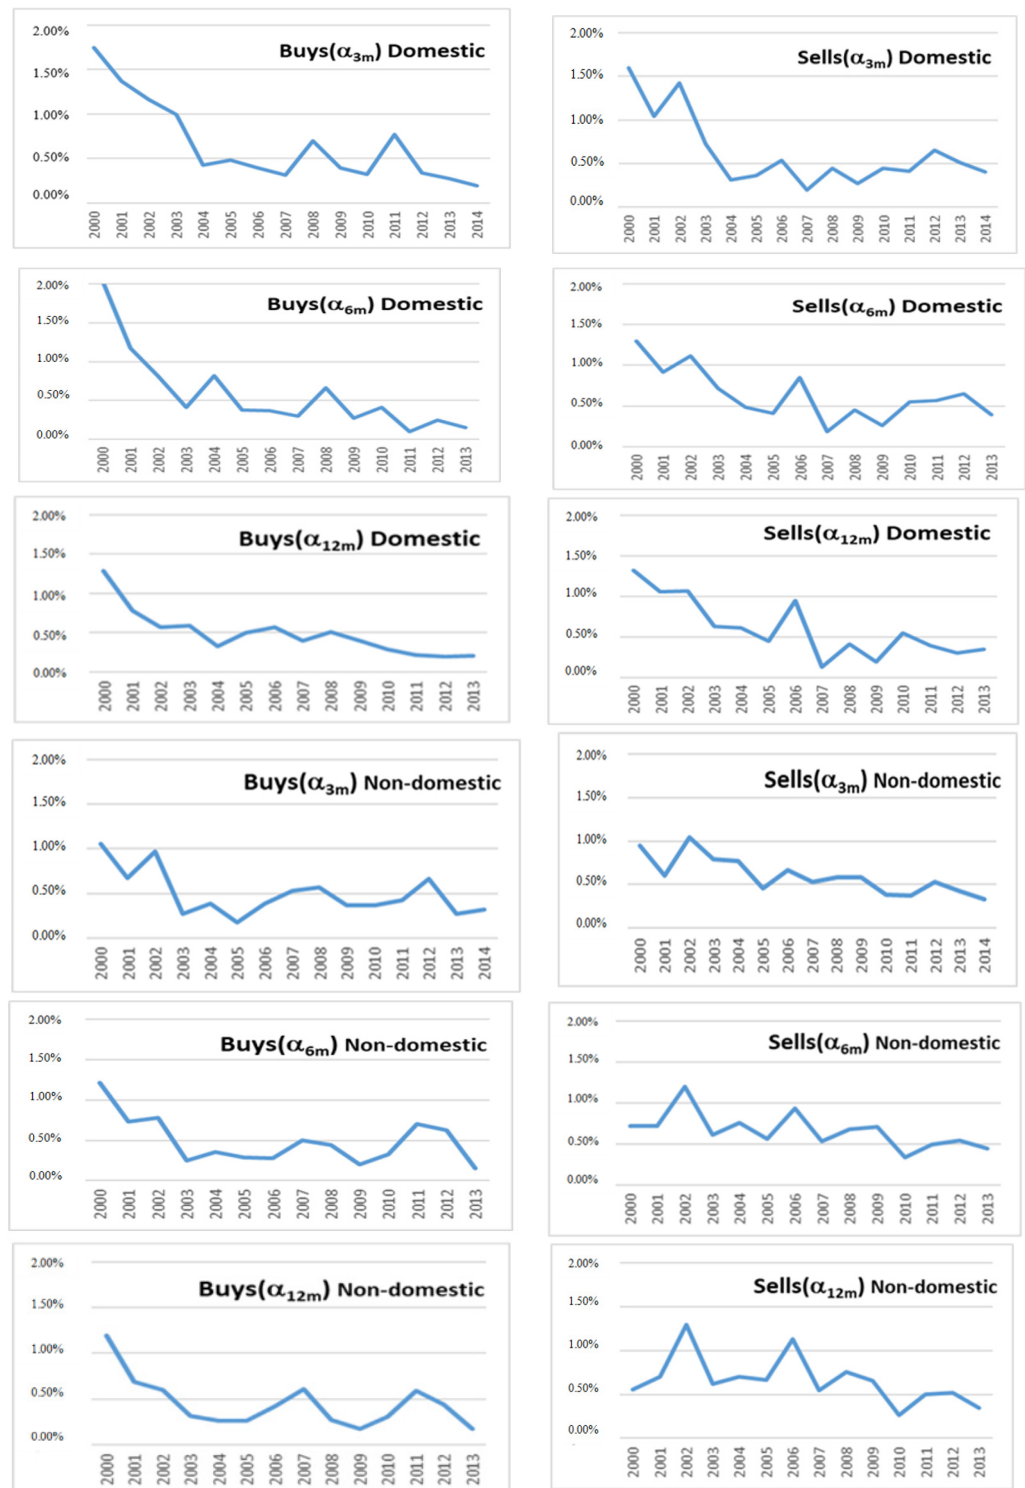 Buys(α3m) Domestic
2.00%
1.50%
1.00%
0.50%
0.00%
2000 2001 2002 2003 2004 2005 2006 2007 2008 2009 2010 2011 2012 2013 2014
Sells(α3m) Domestic
2.00%
1.50%
1.00%
0.50%
0.00%
2000 2001 2002 2003 2004 2005 2006 2007 2008 2009 2010 2011 2012 2013 2014
Buys(α6m) Domestic
2.00%
1.50%
1.00%
0.50%
0.00%
2000 2001 2002 2003 2004 2005 2006 2007 2008 2009 2010 2011 2012 2013
Sells(α6m) Domestic
2.00%
1.50%
1.00%
0.50%
0.00%
2000 2001 2002 2003 2004 2005 2006 2007 2008 2009 2010 2011 2012 2013
Buys(α12m) Domestic
2.00%
1.50%
1.00%
0.50%
0.00%
2000 2001 2002 2003 2004 2005 2006 2007 2008 2009 2010 2011 2012 2013
Sells(α12m) Domestic
2.00%
1.50%
1.00%
0.50%
0.00%
2000 2001 2002 2003 2004 2005 2006 2007 2008 2009 2010 2011 2012 2013
Buys(α3m) Non-domestic
2.00%
1.50%
1.00%
0.50%
0.00%
2000 2001 2002 2003 2004 2005 2006 2007 2008 2009 2010 2011 2012 2013 2014
Sells(α3m) Non-domestic
2.00%
1.50%
1.00%
0.50%
0.00%
2000 2001 2002 2003 2004 2005 2006 2007 2008 2009 2010 2011 2012 2013 2014
Buys(α6m) Non-domestic
2.00%
1.50%
1.00%
0.50%
0.00%
2000 2001 2002 2003 2004 2005 2006 2007 2008 2009 2010 2011 2012 2013
Sells(α6m) Non-domestic
2.00%
1.50%
1.00%
0.50%
0.00%
2000 2001 2002 2003 2004 2005 2006 2007 2008 2009 2010 2011 2012 2013
Buys(α12m) Non-domestic
2.00%
1.50%
1.00%
0.50%
0.00%
2000 2001 2002 2003 2004 2005 2006 2007 2008 2009 2010 2011 2012 2013
Sells(α12m) Non-domestic
2.00%
1.50%
1.00%
0.50%
0.00%
2000 2001 2002 2003 2004 2005 2006 2007 2008 2009 2010 2011 2012 2013